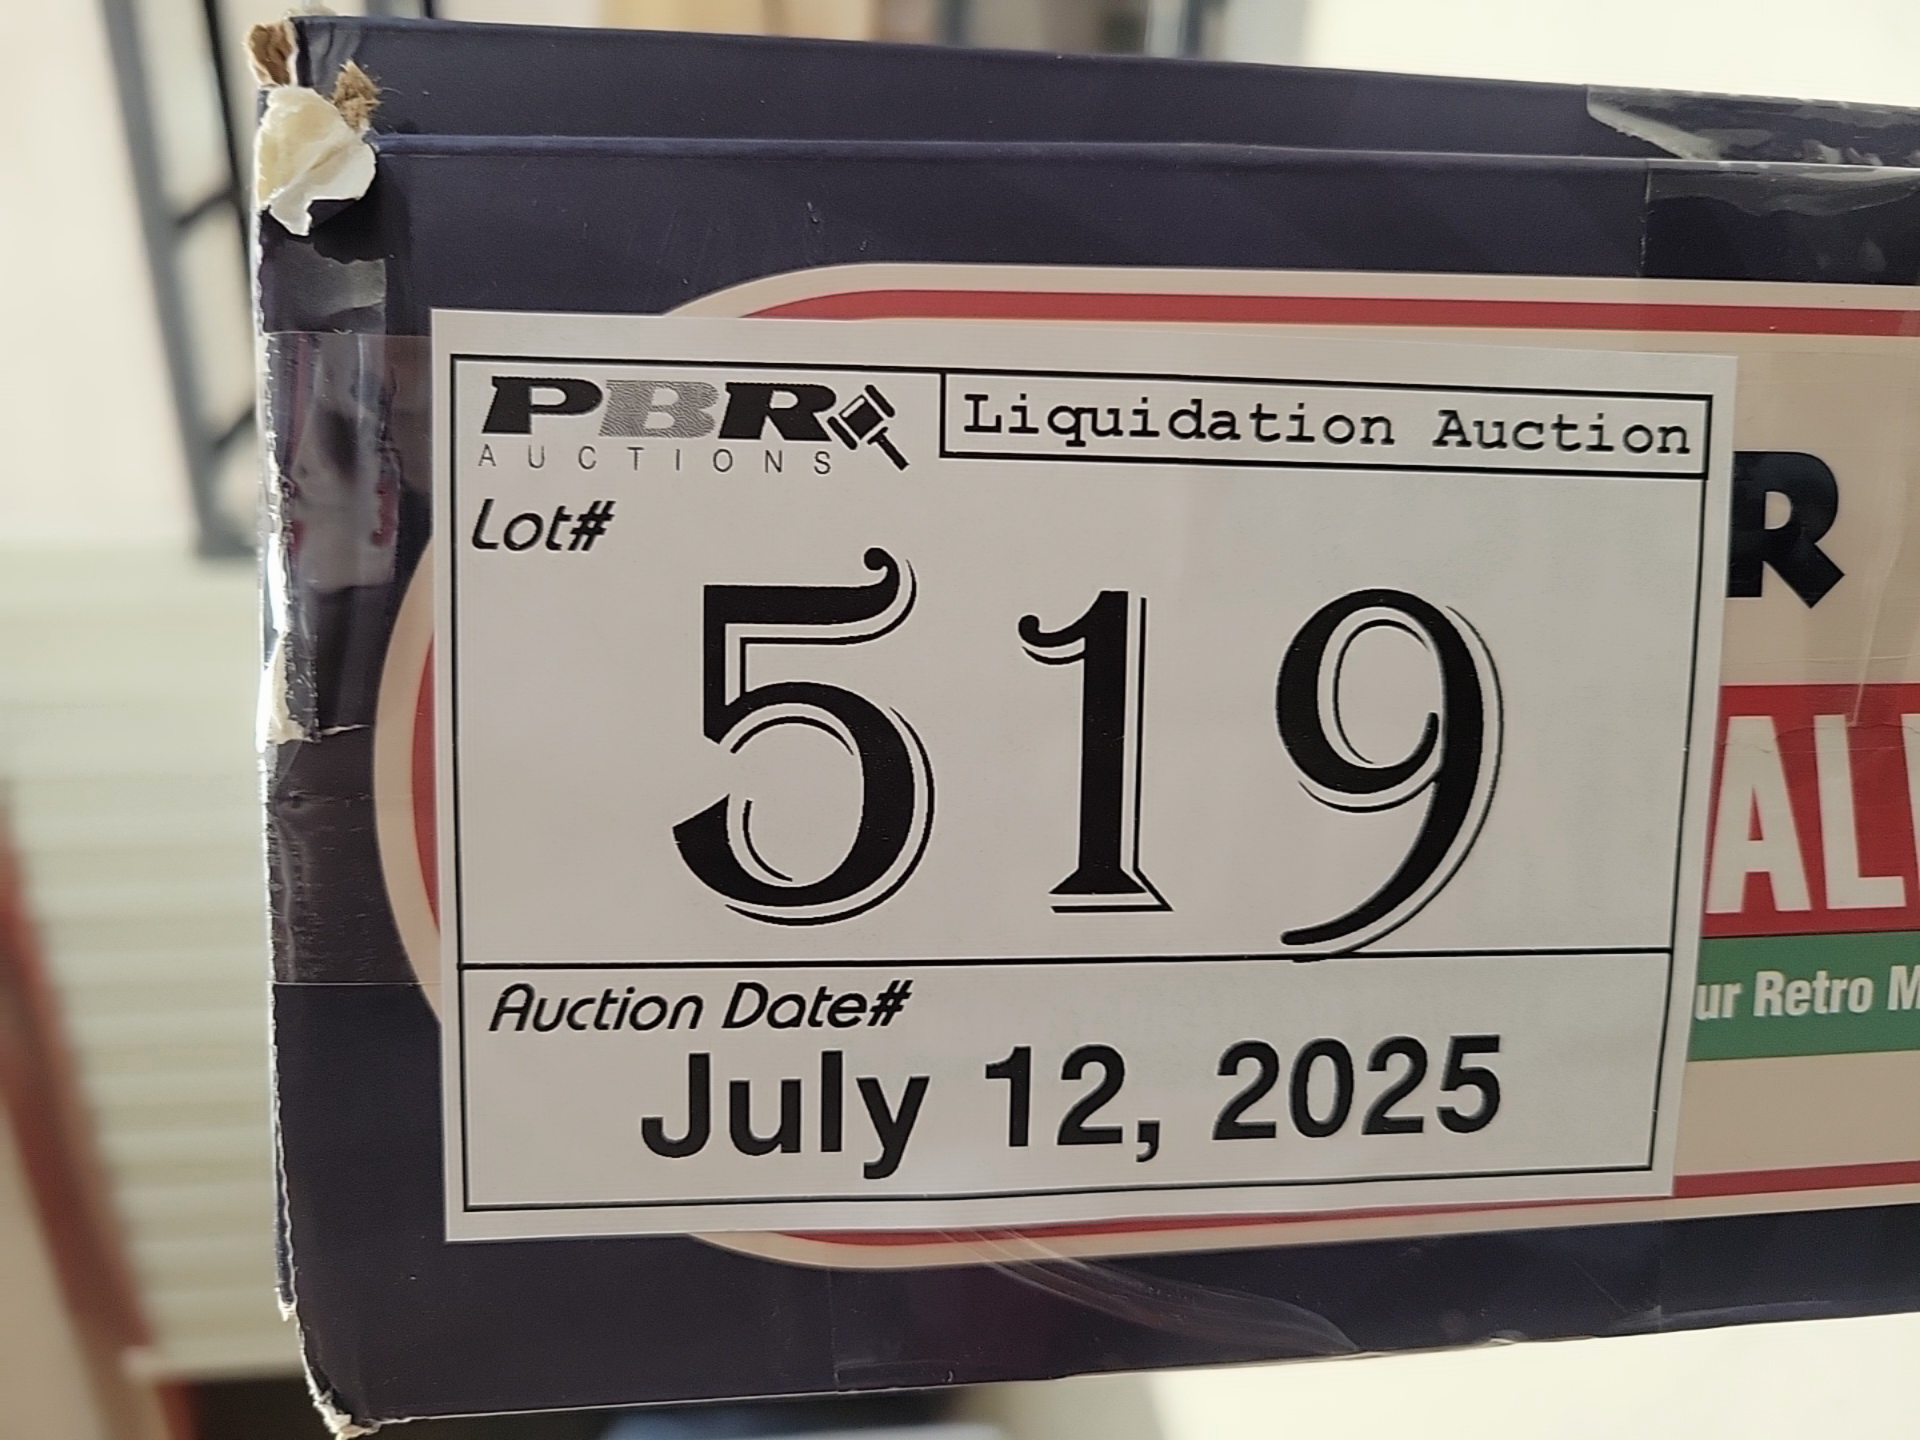 PBR
AUCTIONS
Liquidation Auction
Lot#
519
Auction Date#
July 12, 2025
R
AL
ur Retro M